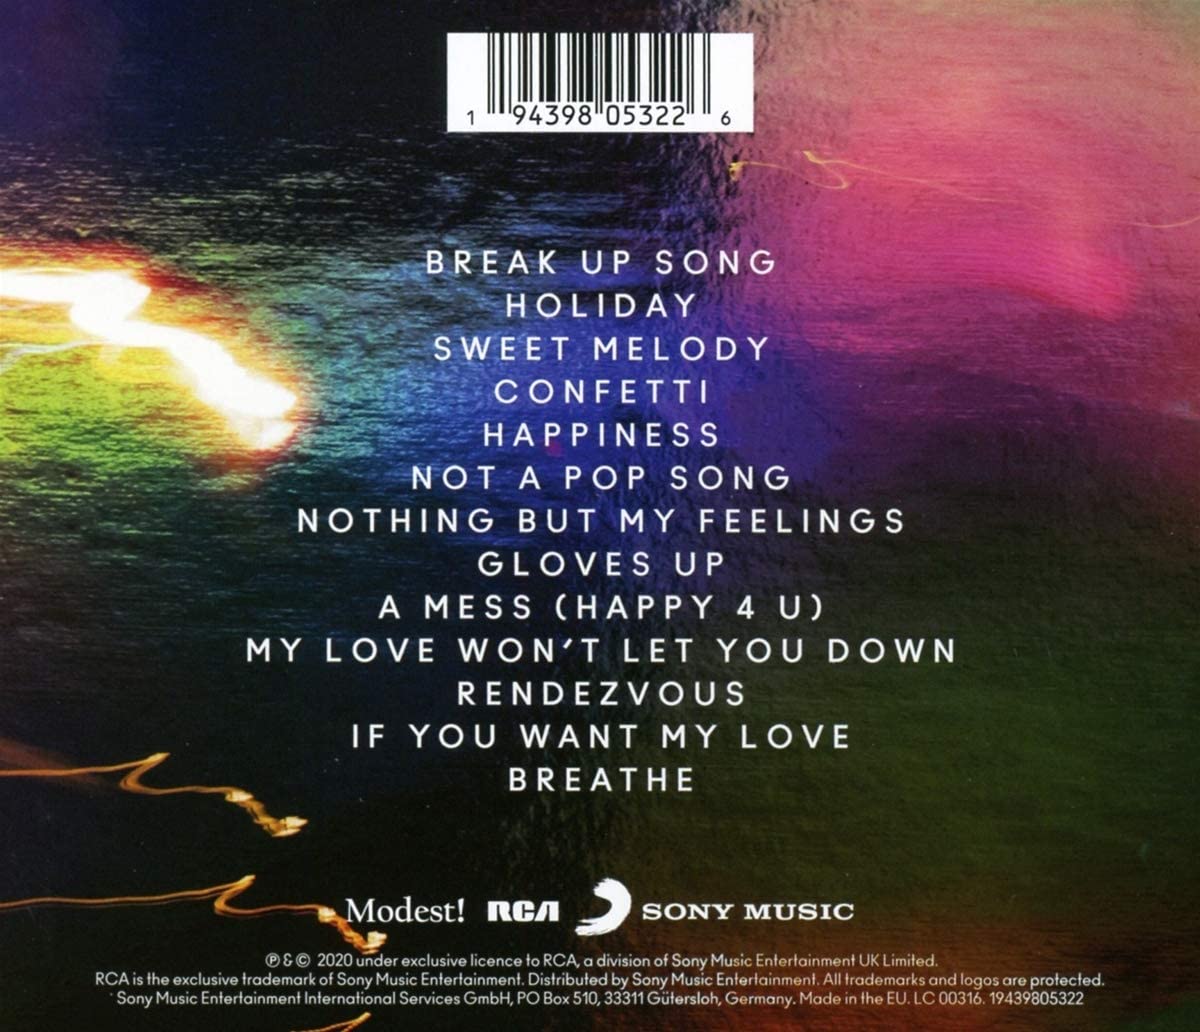 1 94398 05322 6
BREAK UP SONG
HOLIDAY
SWEET MELODY
CONFETTI
HAPPINESS
NOT A POP SONG
NOTHING BUT MY FEELINGS
GLOVES UP
A MESS (HAPPY 4 U)
MY LOVE WON'T LET YOU DOWN
RENDEZVOUS
IF YOU WANT MY LOVE
BREATHE
Modest! RCA SONY MUSIC
℗ & © 2020 under exclusive licence to RCA, a division of Sony Music Entertainment UK Limited.
RCA is the exclusive trademark of Sony Music Entertainment. Distributed by Sony Music Entertainment. All trademarks and logos are protected.
Sony Music Entertainment International Services GmbH, PO Box 510, 33311 Gütersloh, Germany. Made in the EU. LC 00316. 19439805322